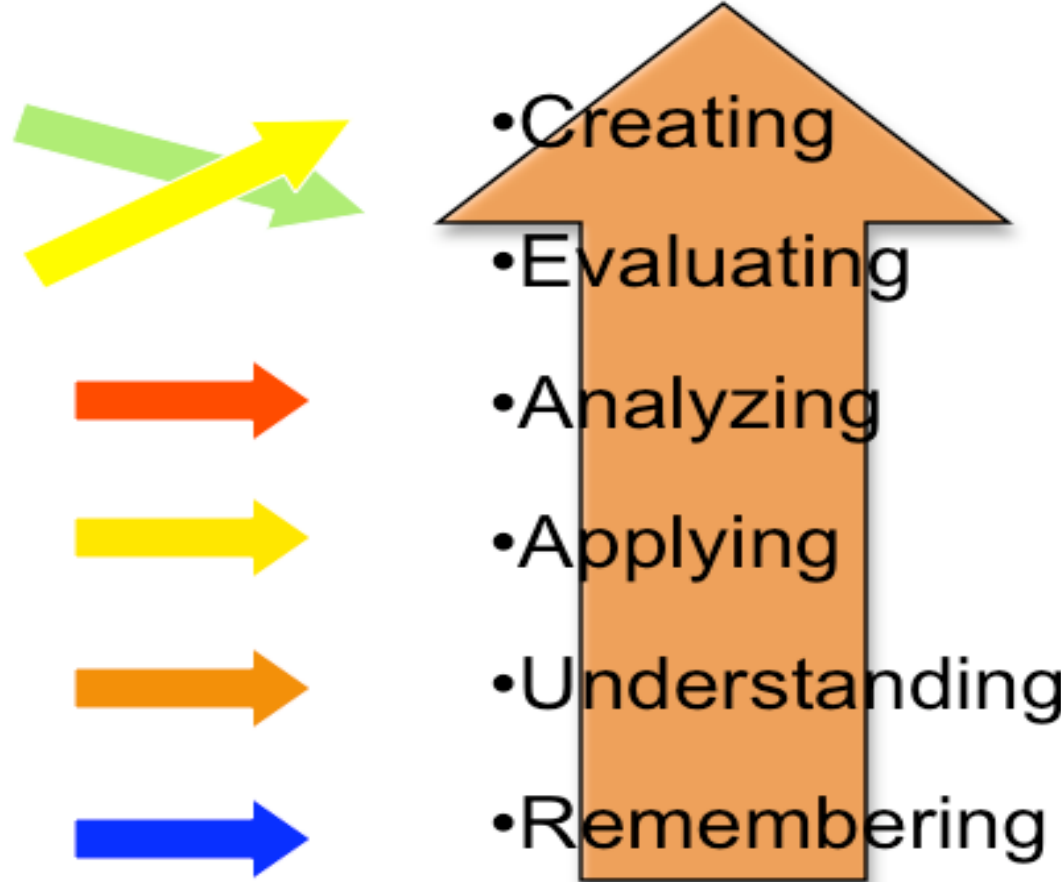 •Creating
•Evaluating
•Analyzing
•Applying
•Understanding
•Remembering